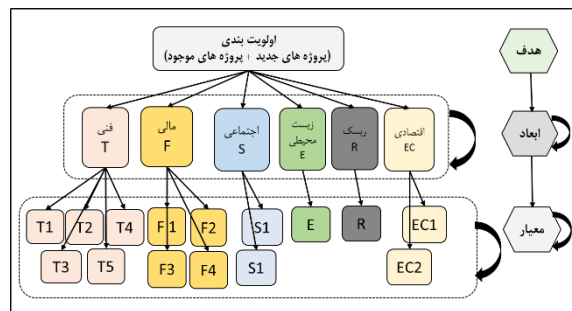 اولویت بندی
(پروژه های جدید + پروژه های موجود)
هدف
فنی
T
مالی
F
اجتماعی
S
زیست
محیطی
E
ریسک
R
اقتصادی
EC
ابعاد
T1
T2
T4
F1
F2
S1
E
R
EC1
معیار
T3
T5
F3
F4
S1
EC2